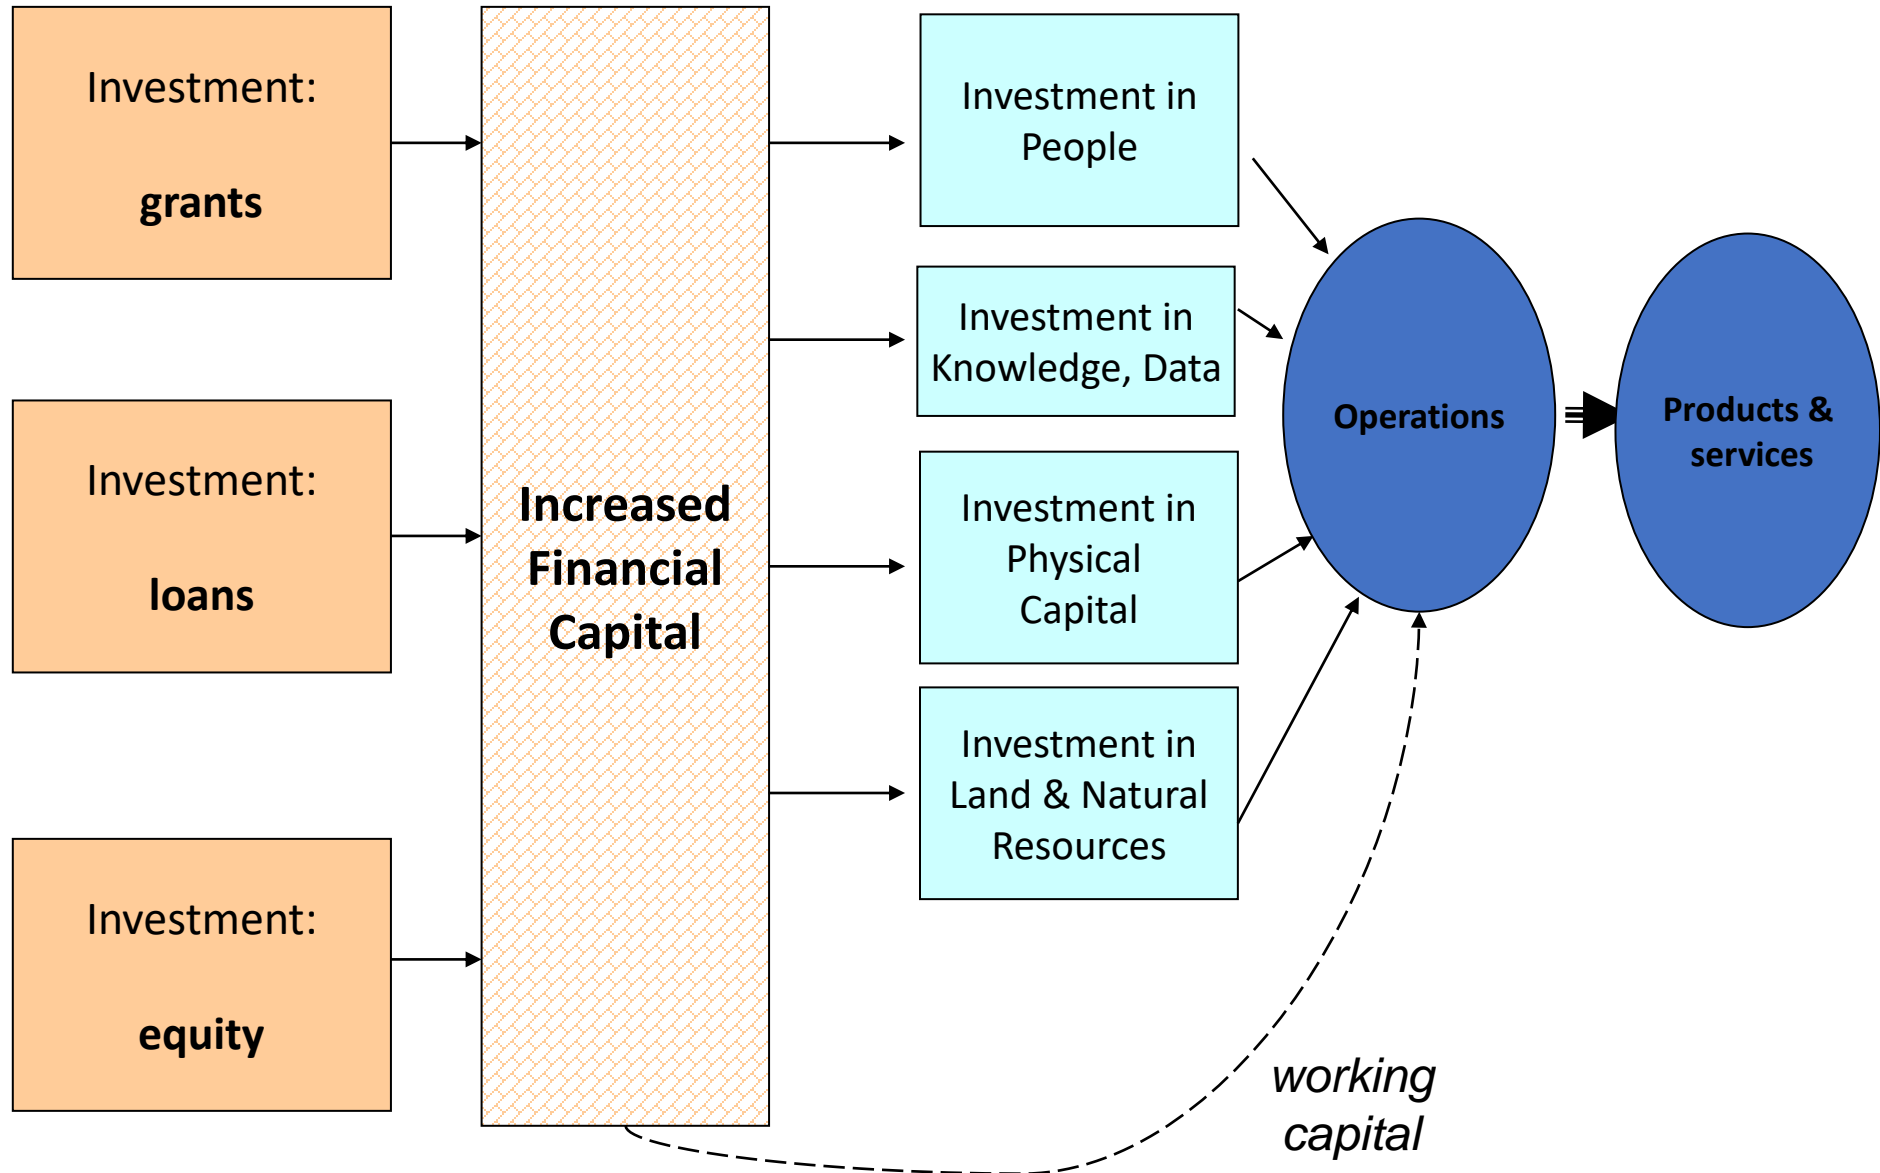 Investment:
grants
Investment:
loans
Investment:
equity
Increased
Financial
Capital
Investment in
People
Investment in
Knowledge, Data
Investment in
Physical
Capital
Investment in
Land & Natural
Resources
Operations
Products &
services
working
capital